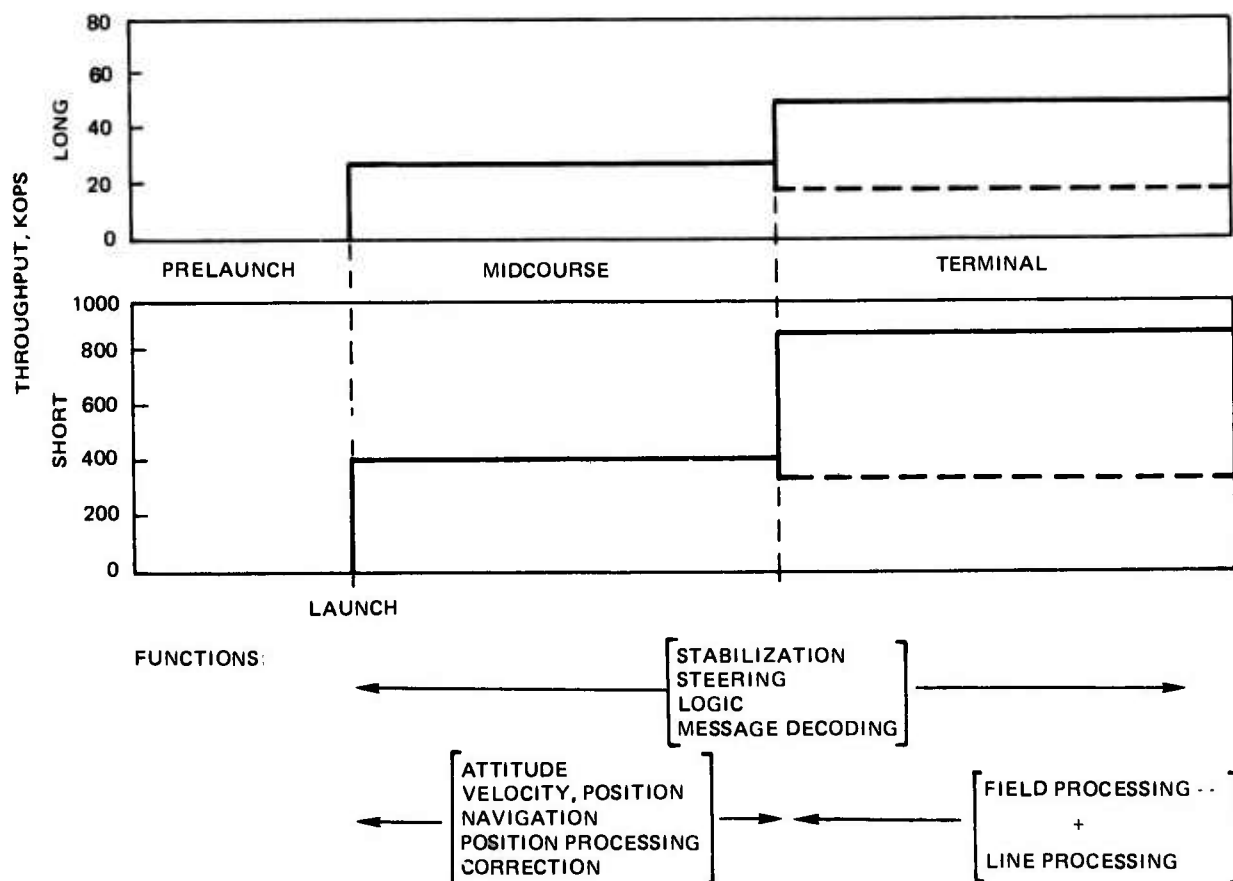 THROUGHPUT, KOPS
LONG
80
60
40
20
0
PRELAUNCH MIDCOURSE TERMINAL
SHORT
1000
800
600
400
200
0
LAUNCH
FUNCTIONS:
STABILIZATION
STEERING
LOGIC
MESSAGE DECODING
ATTITUDE
VELOCITY, POSITION
NAVIGATION
POSITION PROCESSING
CORRECTION
FIELD PROCESSING --
+
LINE PROCESSING